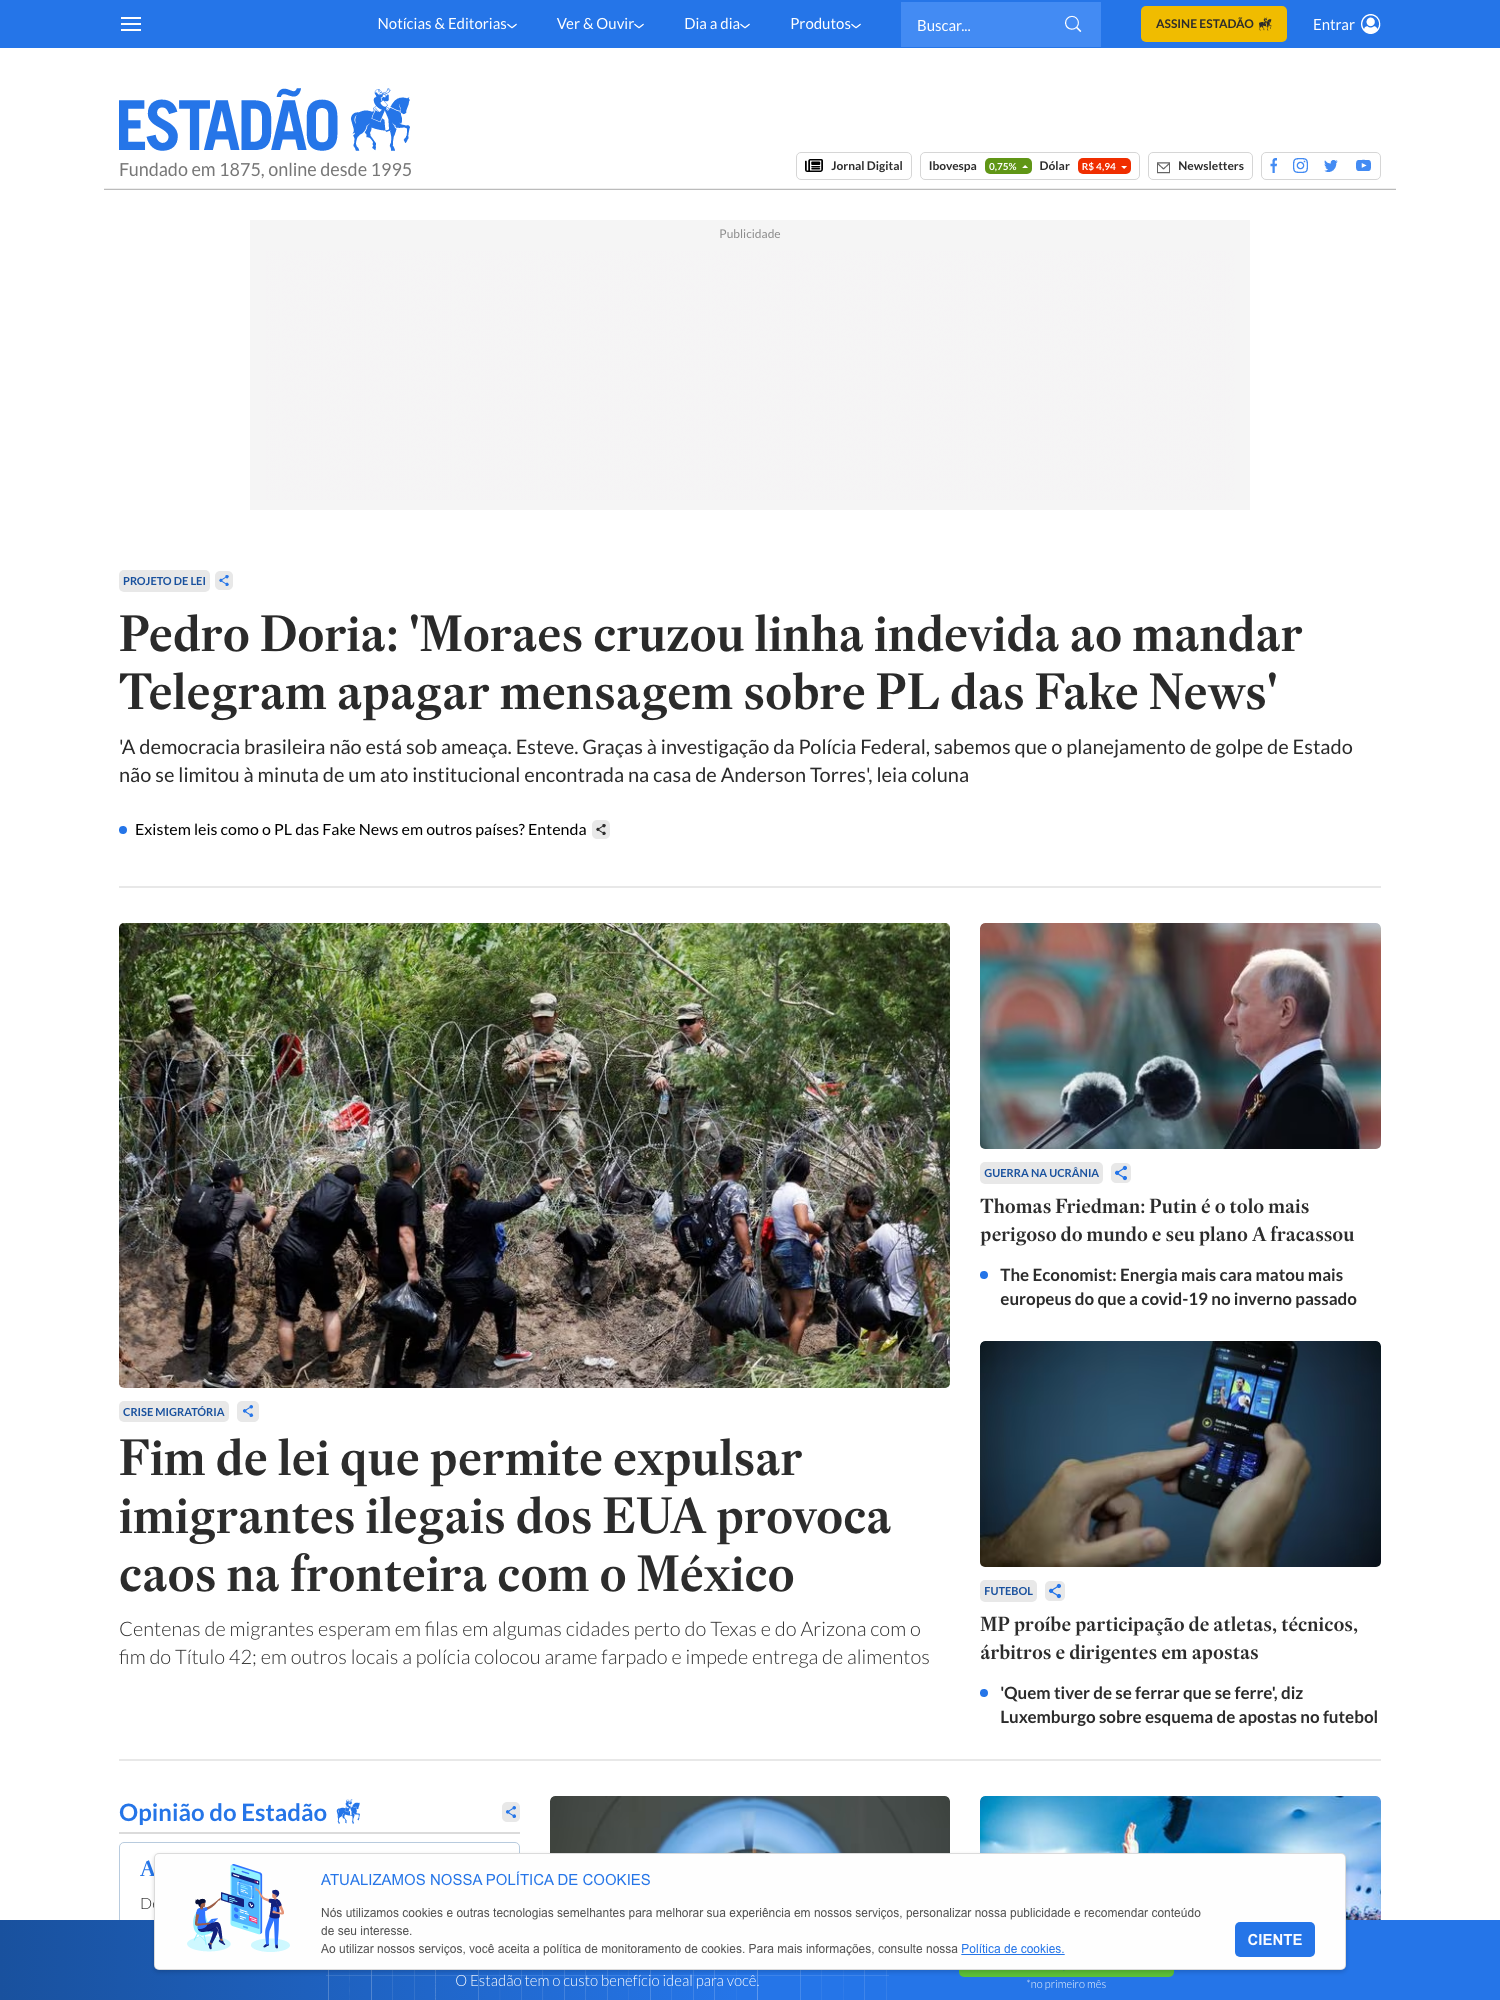 Notícias & Editorias
Ver & Ouvir
Dia a dia
Produtos
Buscar...
ASSINE ESTADÃO
Entrar
ESTADÃO
Fundado em 1875, online desde 1995
Jornal Digital
Ibovespa 0,75% Dólar R$ 4,94
Newsletters
Publicidade
PROJETO DE LEI
Pedro Doria: 'Moraes cruzou linha indevida ao mandar
Telegram apagar mensagem sobre PL das Fake News'
'A democracia brasileira não está sob ameaça. Esteve. Graças à investigação da Polícia Federal, sabemos que o planejamento de golpe de Estado
não se limitou à minuta de um ato institucional encontrada na casa de Anderson Torres', leia coluna
Existem leis como o PL das Fake News em outros países? Entenda
CRISE MIGRATÓRIA
Fim de lei que permite expulsar
imigrantes ilegais dos EUA provoca
caos na fronteira com o México
Centenas de migrantes esperam em filas em algumas cidades perto do Texas e do Arizona com o
fim do Título 42; em outros locais a polícia colocou arame farpado e impede entrega de alimentos
GUERRA NA UCRÂNIA
Thomas Friedman: Putin é o tolo mais
perigoso do mundo e seu plano A fracassou
The Economist: Energia mais cara matou mais
europeus do que a covid-19 no inverno passado
FUTEBOL
MP proíbe participação de atletas, técnicos,
árbitros e dirigentes em apostas
'Quem tiver de se ferrar que se ferre', diz
Luxemburgo sobre esquema de apostas no futebol
Opinião do Estadão
A
ATUALIZAMOS NOSSA POLÍTICA DE COOKIES
Nós utilizamos cookies e outras tecnologias semelhantes para melhorar sua experiência em nossos serviços, personalizar nossa publicidade e recomendar conteúdo
de seu interesse.
Ao utilizar nossos serviços, você aceita a política de monitoramento de cookies. Para mais informações, consulte nossa Política de cookies.
CIENTE
O Estadão tem o custo benefício ideal para você.
*no primeiro mês